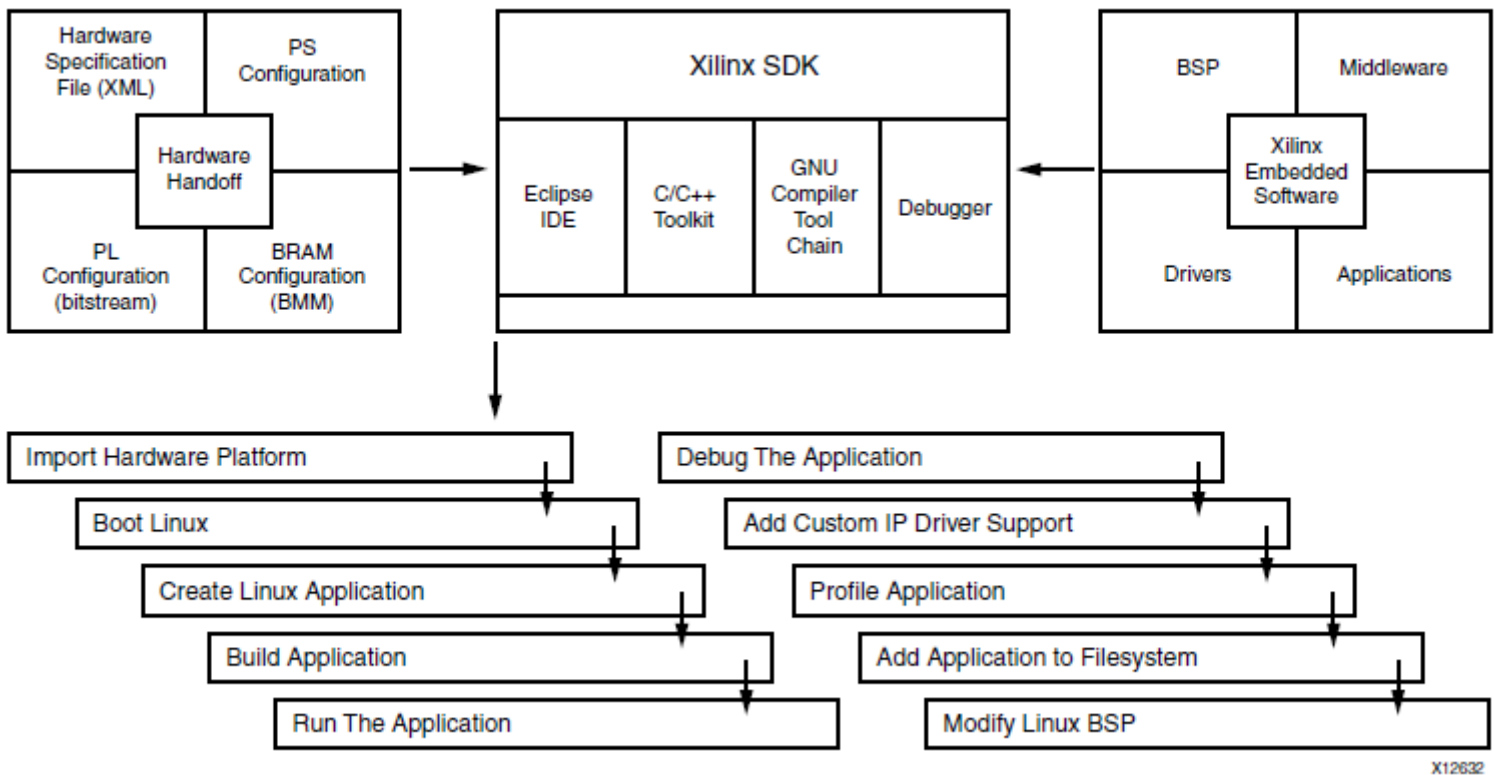 Hardware
Specification
File (XML)
PS
Configuration
Hardware
Handoff
PL
Configuration
(bitstream)
BRAM
Configuration
(BMM)
Xilinx SDK
Eclipse
IDE
C/C++
Toolkit
GNU
Compiler
Tool
Chain
Debugger
BSP
Middleware
Xilinx
Embedded
Software
Drivers
Applications
Import Hardware Platform
Boot Linux
Create Linux Application
Build Application
Run The Application
Debug The Application
Add Custom IP Driver Support
Profile Application
Add Application to Filesystem
Modify Linux BSP
X12632